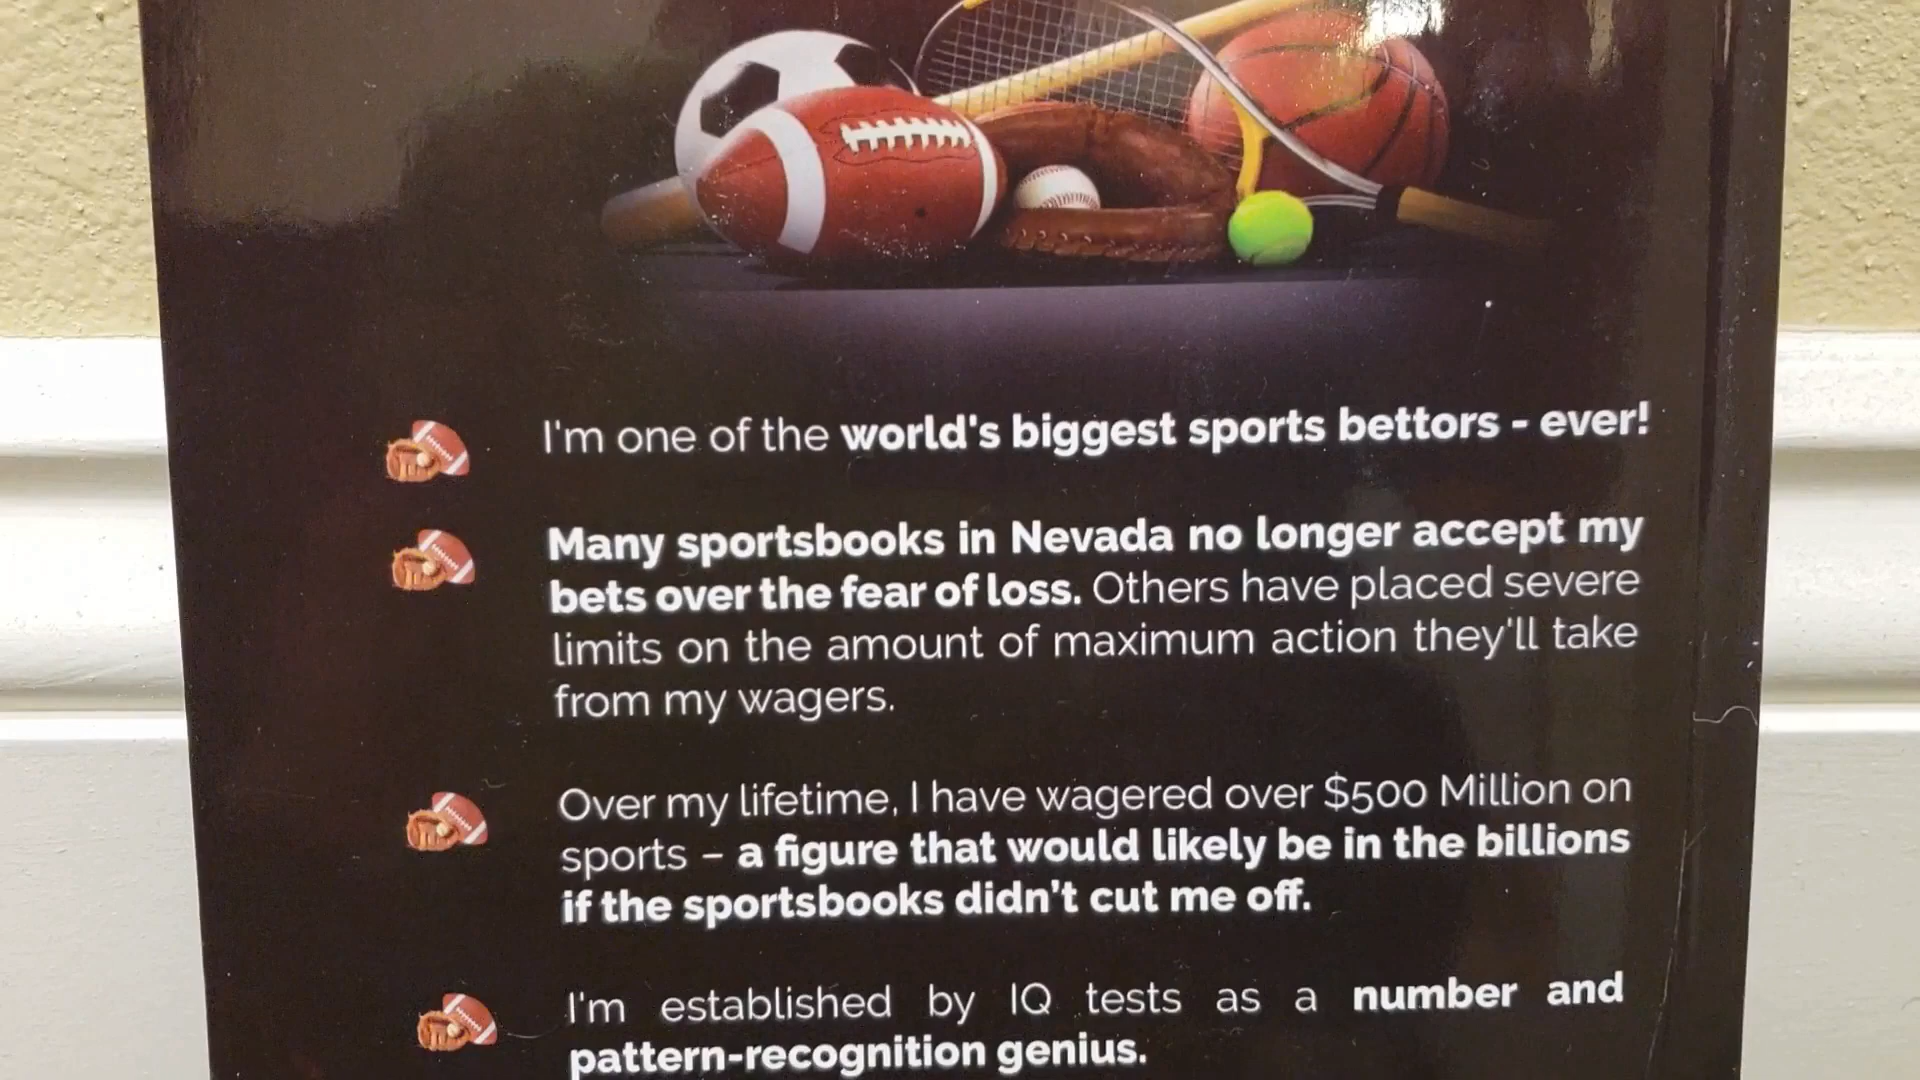 I'm one of the world's biggest sports bettors - ever!
Many sportsbooks in Nevada no longer accept my
bets over the fear of loss. Others have placed severe
limits on the amount of maximum action they'll take
from my wagers.
Over my lifetime, I have wagered over $500 Million on
sports – a figure that would likely be in the billions
if the sportsbooks didn't cut me off.
I'm established by IQ tests as a number and
pattern-recognition genius.